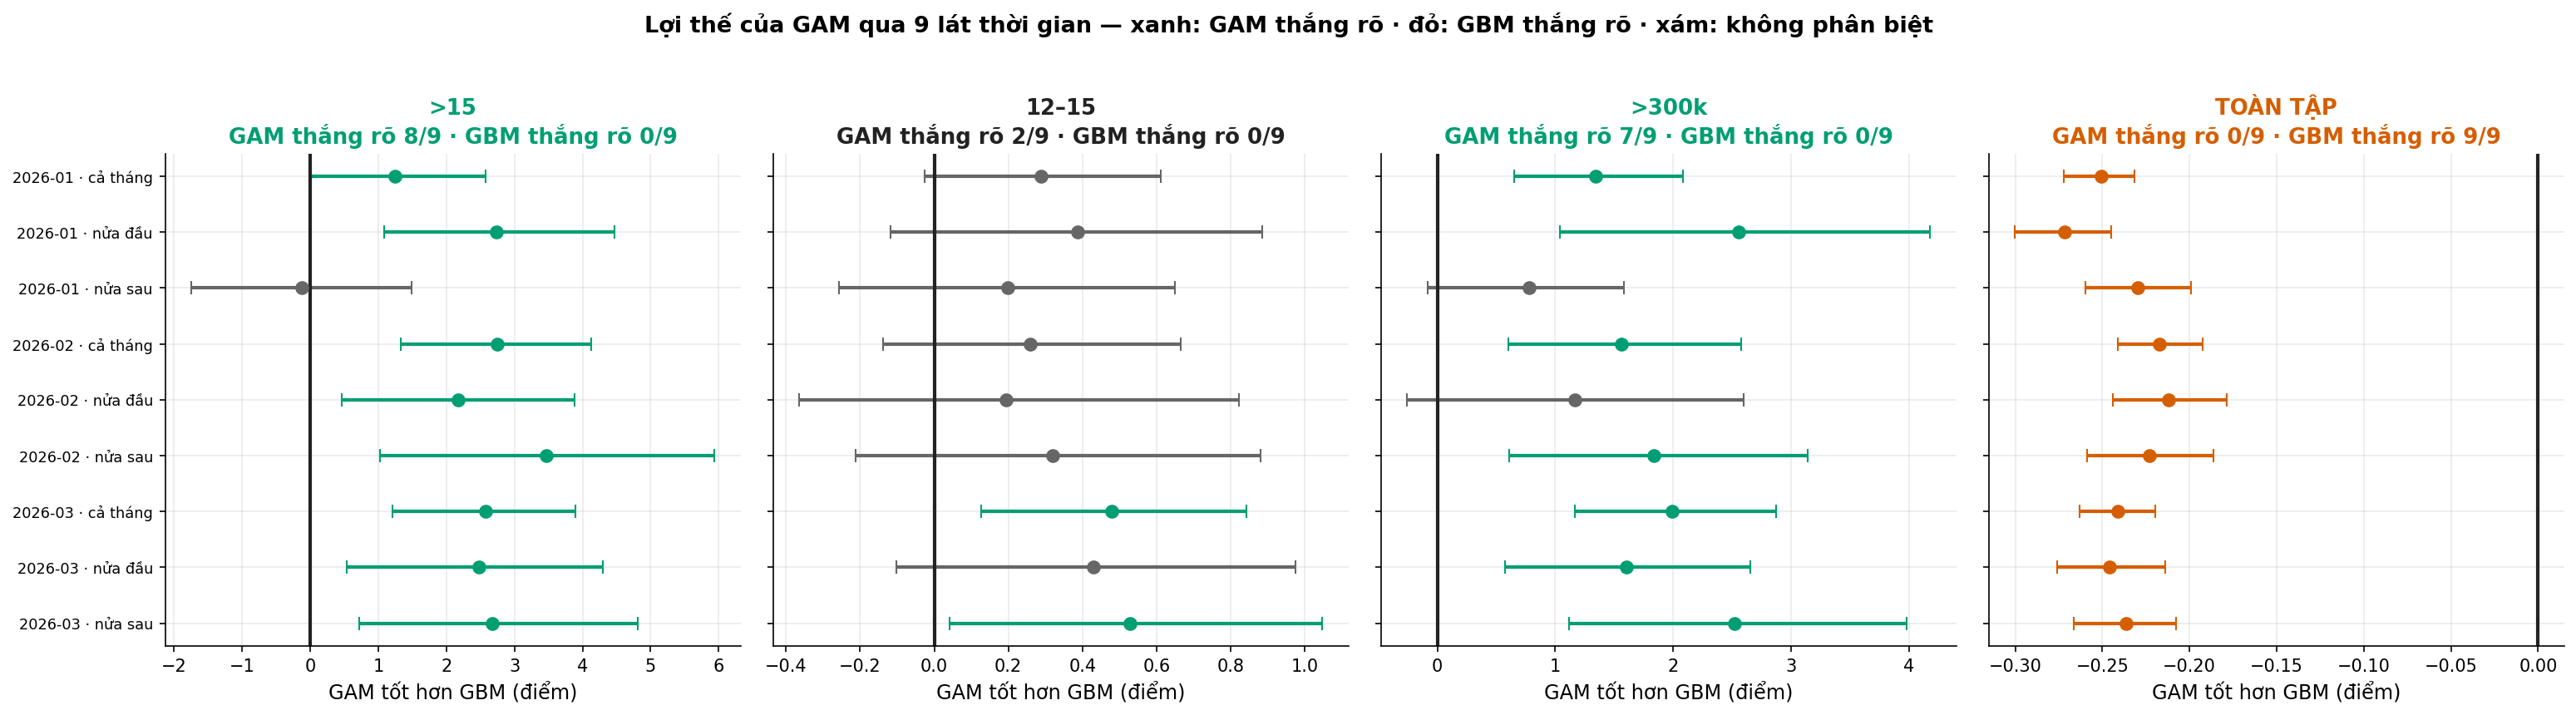 Lợi thế của GAM qua 9 lát thời gian — xanh: GAM thắng rõ · đỏ: GBM thắng rõ · xám: không phân biệt
>15
GAM thắng rõ 8/9 · GBM thắng rõ 0/9
12–15
GAM thắng rõ 2/9 · GBM thắng rõ 0/9
>300k
GAM thắng rõ 7/9 · GBM thắng rõ 0/9
TOÀN TẬP
GAM thắng rõ 0/9 · GBM thắng rõ 9/9
2026-01 · cả tháng
2026-01 · nửa đầu
2026-01 · nửa sau
2026-02 · cả tháng
2026-02 · nửa đầu
2026-02 · nửa sau
2026-03 · cả tháng
2026-03 · nửa đầu
2026-03 · nửa sau
−2 −1 0 1 2 3 4 5 6
GAM tốt hơn GBM (điểm)
−0.4 −0.2 0.0 0.2 0.4 0.6 0.8 1.0
GAM tốt hơn GBM (điểm)
0 1 2 3 4
GAM tốt hơn GBM (điểm)
−0.30 −0.25 −0.20 −0.15 −0.10 −0.05 0.00
GAM tốt hơn GBM (điểm)